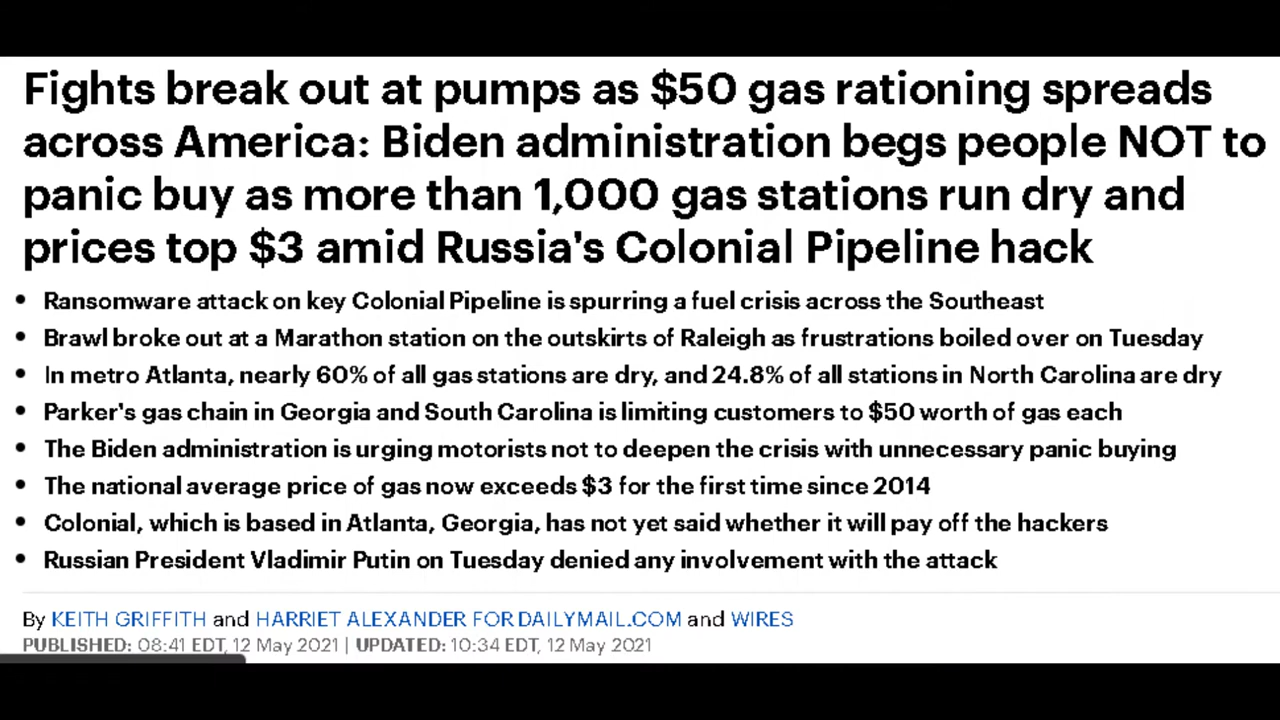 Fights break out at pumps as $50 gas rationing spreads
across America: Biden administration begs people NOT to
panic buy as more than 1,000 gas stations run dry and
prices top $3 amid Russia's Colonial Pipeline hack
• Ransomware attack on key Colonial Pipeline is spurring a fuel crisis across the Southeast
• Brawl broke out at a Marathon station on the outskirts of Raleigh as frustrations boiled over on Tuesday
• In metro Atlanta, nearly 60% of all gas stations are dry, and 24.8% of all stations in North Carolina are dry
• Parker's gas chain in Georgia and South Carolina is limiting customers to $50 worth of gas each
• The Biden administration is urging motorists not to deepen the crisis with unnecessary panic buying
• The national average price of gas now exceeds $3 for the first time since 2014
• Colonial, which is based in Atlanta, Georgia, has not yet said whether it will pay off the hackers
• Russian President Vladimir Putin on Tuesday denied any involvement with the attack
By KEITH GRIFFITH and HARRIET ALEXANDER FOR DAILYMAIL.COM and WIRES
PUBLISHED: 08:41 EDT, 12 May 2021 | UPDATED: 10:34 EDT, 12 May 2021